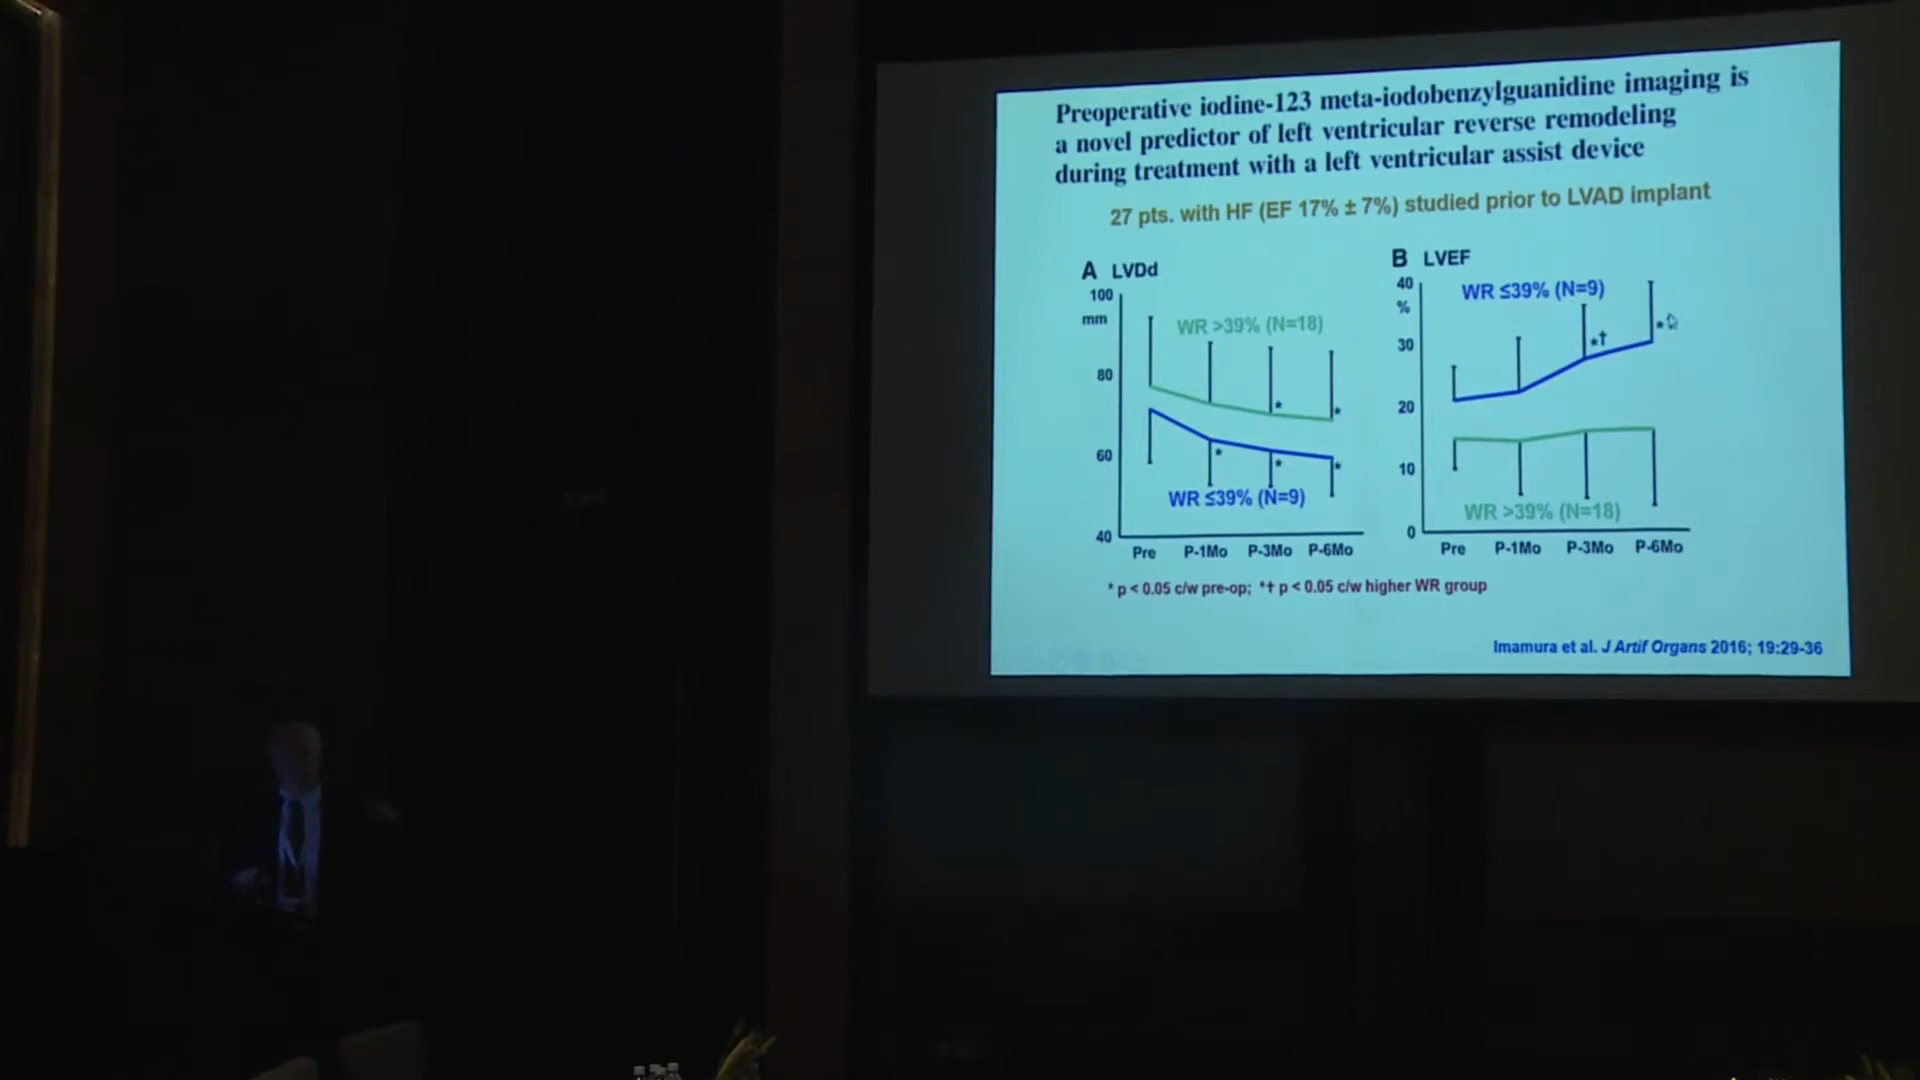 Preoperative iodine-123 meta-iodobenzylguanidine imaging is
a novel predictor of left ventricular reverse remodeling
during treatment with a left ventricular assist device
27 pts. with HF (EF 17% ± 7%) studied prior to LVAD implant
A LVDd
100
mm
80
60
40
WR >39% (N=18)
*
*
*
*
*
WR ≤39% (N=9)
Pre P-1Mo P-3Mo P-6Mo
B LVEF
40
%
30
20
10
0
WR ≤39% (N=9)
*†
*
WR >39% (N=18)
Pre P-1Mo P-3Mo P-6Mo
* p < 0.05 c/w pre-op; *† p < 0.05 c/w higher WR group
Imamura et al. J Artif Organs 2016; 19:29-36